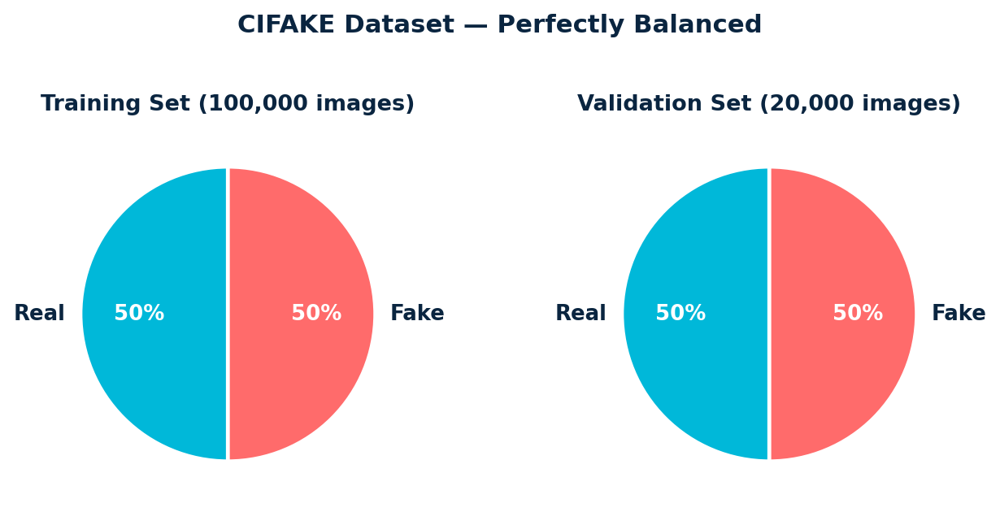 CIFAKE Dataset — Perfectly Balanced
Training Set (100,000 images)
Real
50%
50%
Fake
Validation Set (20,000 images)
Real
50%
50%
Fake